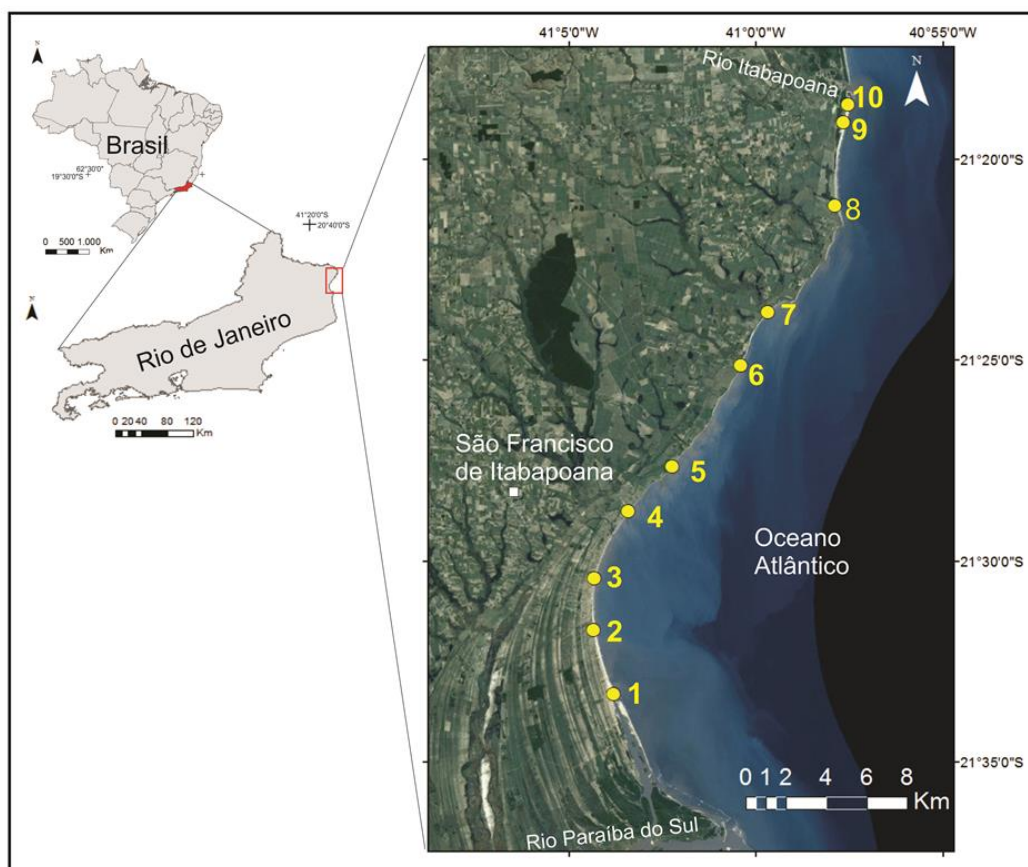 N
Brasil
62°30'0"
19°30'0"S
0 500 1.000
Km
41°20'0"S
20°40'0"S
N
Rio de Janeiro
0 20 40 80 120
Km
41°5'0"W 41°0'0"W 40°55'0"W
Rio Itabapoana
N
10
9
21°20'0"S
8
7
21°25'0"S
6
São Francisco
de Itabapoana
5
4
Oceano
Atlântico
21°30'0"S
3
2
1
21°35'0"S
0 1 2 4 6 8
Km
Rio Paraíba do Sul